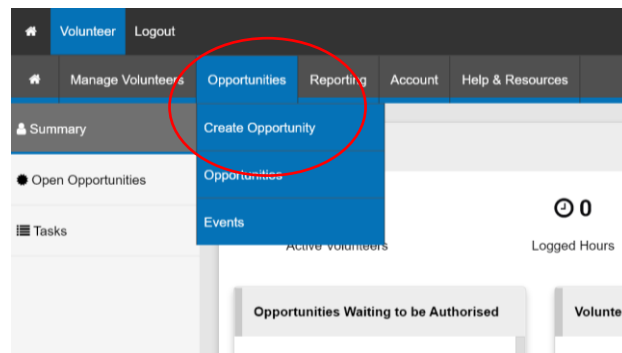 Volunteer Logout
Manage Volunteers Opportunities Reporting Account Help & Resources
Summary
Create Opportunity
Open Opportunities
Opportunities
Tasks
Events
0
Active Volunteers
Logged Hours
Opportunities Waiting to be Authorised
Volunte